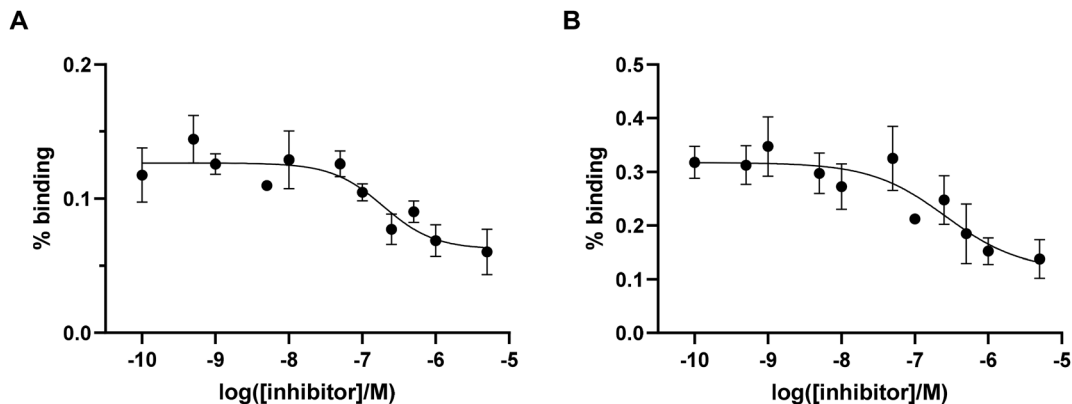 A
% binding
0.2
0.1
0.0
-10 -9 -8 -7 -6 -5
log([inhibitor]/M)
B
% binding
0.5
0.4
0.3
0.2
0.1
0.0
-10 -9 -8 -7 -6 -5
log([inhibitor]/M)